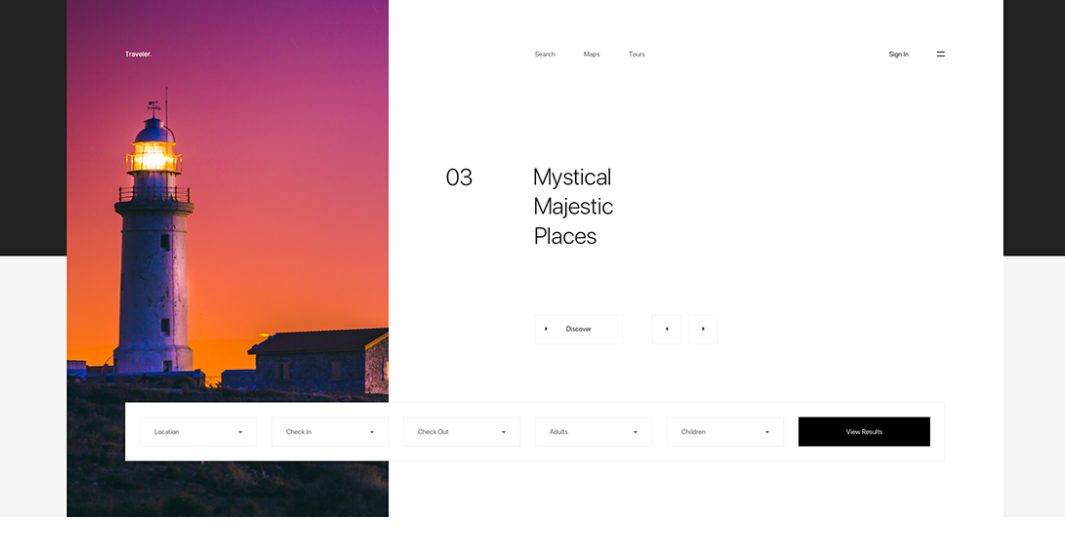 Traveler.
Search Maps Tours
Sign In
03
Mystical
Majestic
Places
Discover
Location
Check In
Check Out
Adults
Children
View Results